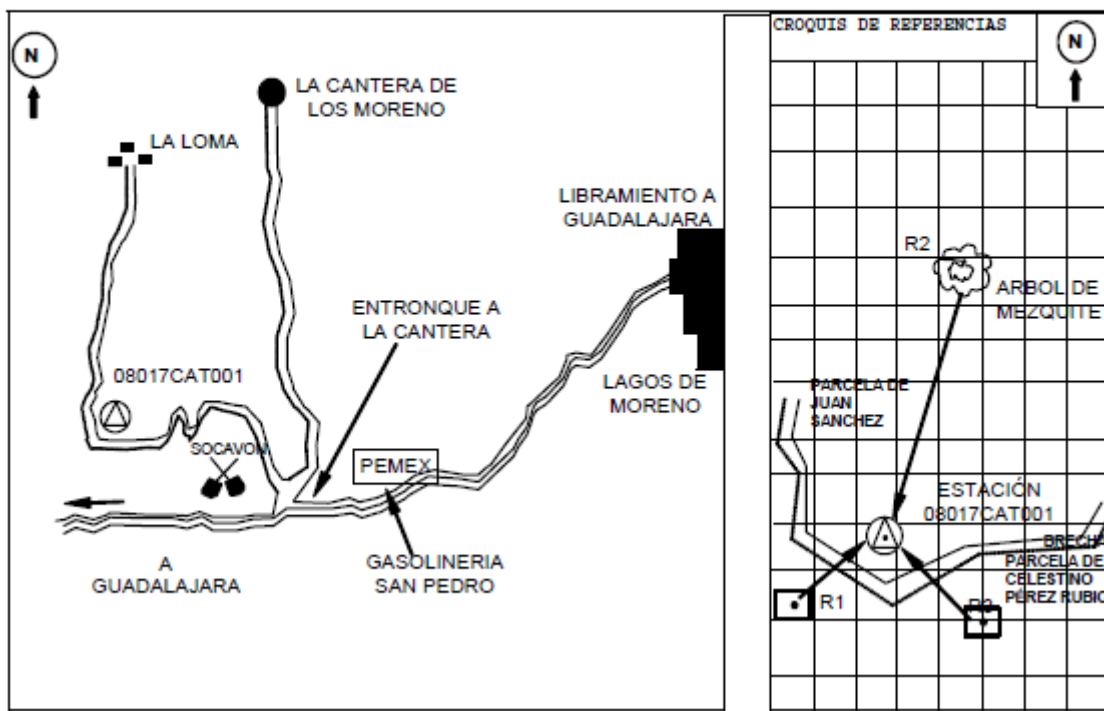 N
LA CANTERA DE
LOS MORENO
LA LOMA
LIBRAMIENTO A
GUADALAJARA
ENTRONQUE A
LA CANTERA
08017CAT001
LAGOS DE
MORENO
SOCAVON
PEMEX
A
GUADALAJARA
GASOLINERIA
SAN PEDRO
CROQUIS DE REFERENCIAS
N
R2
ARBOL DE
MEZQUITE
PARCELA DE
JUAN
SANCHEZ
ESTACIÓN
08017CAT001
BRECHA
PARCELA DE
CELESTINO
PÉREZ RUBIO
R1